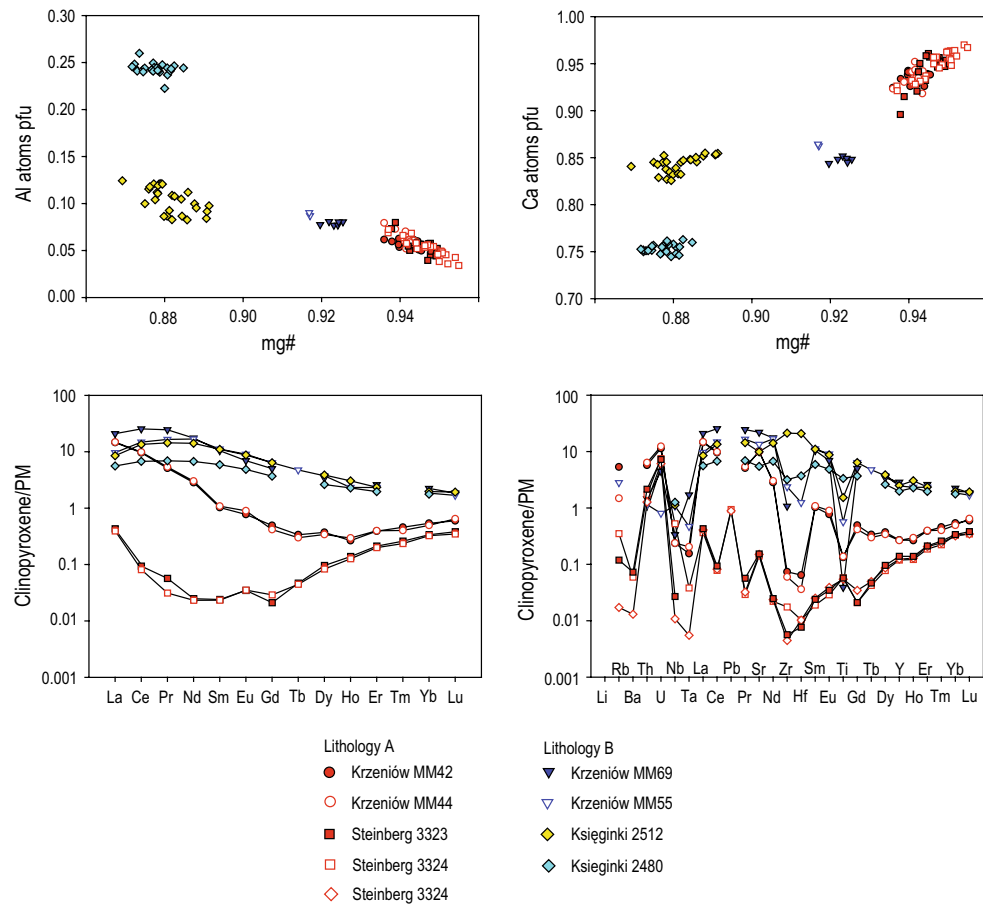 0.30
0.25
0.20
0.15
0.10
0.05
0.00
Al atoms pfu
0.88 0.90 0.92 0.94
mg#
1.00
0.95
0.90
0.85
0.80
0.75
0.70
Ca atoms pfu
0.88 0.90 0.92 0.94
mg#
100
10
1
0.1
0.01
0.001
Clinopyroxene/PM
La Ce Pr Nd Sm Eu Gd Tb Dy Ho Er Tm Yb Lu
100
10
1
0.1
0.01
0.001
Clinopyroxene/PM
Rb Th Nb La Pb Sr Zr Sm Ti Tb Y Er Yb
Li Ba U Ta Ce Pr Nd Hf Eu Gd Dy Ho Tm Lu
Lithology A
Krzeniów MM42
Krzeniów MM44
Steinberg 3323
Steinberg 3324
Steinberg 3324
Lithology B
Krzeniów MM69
Krzeniów MM55
Księginki 2512
Ksieginki 2480